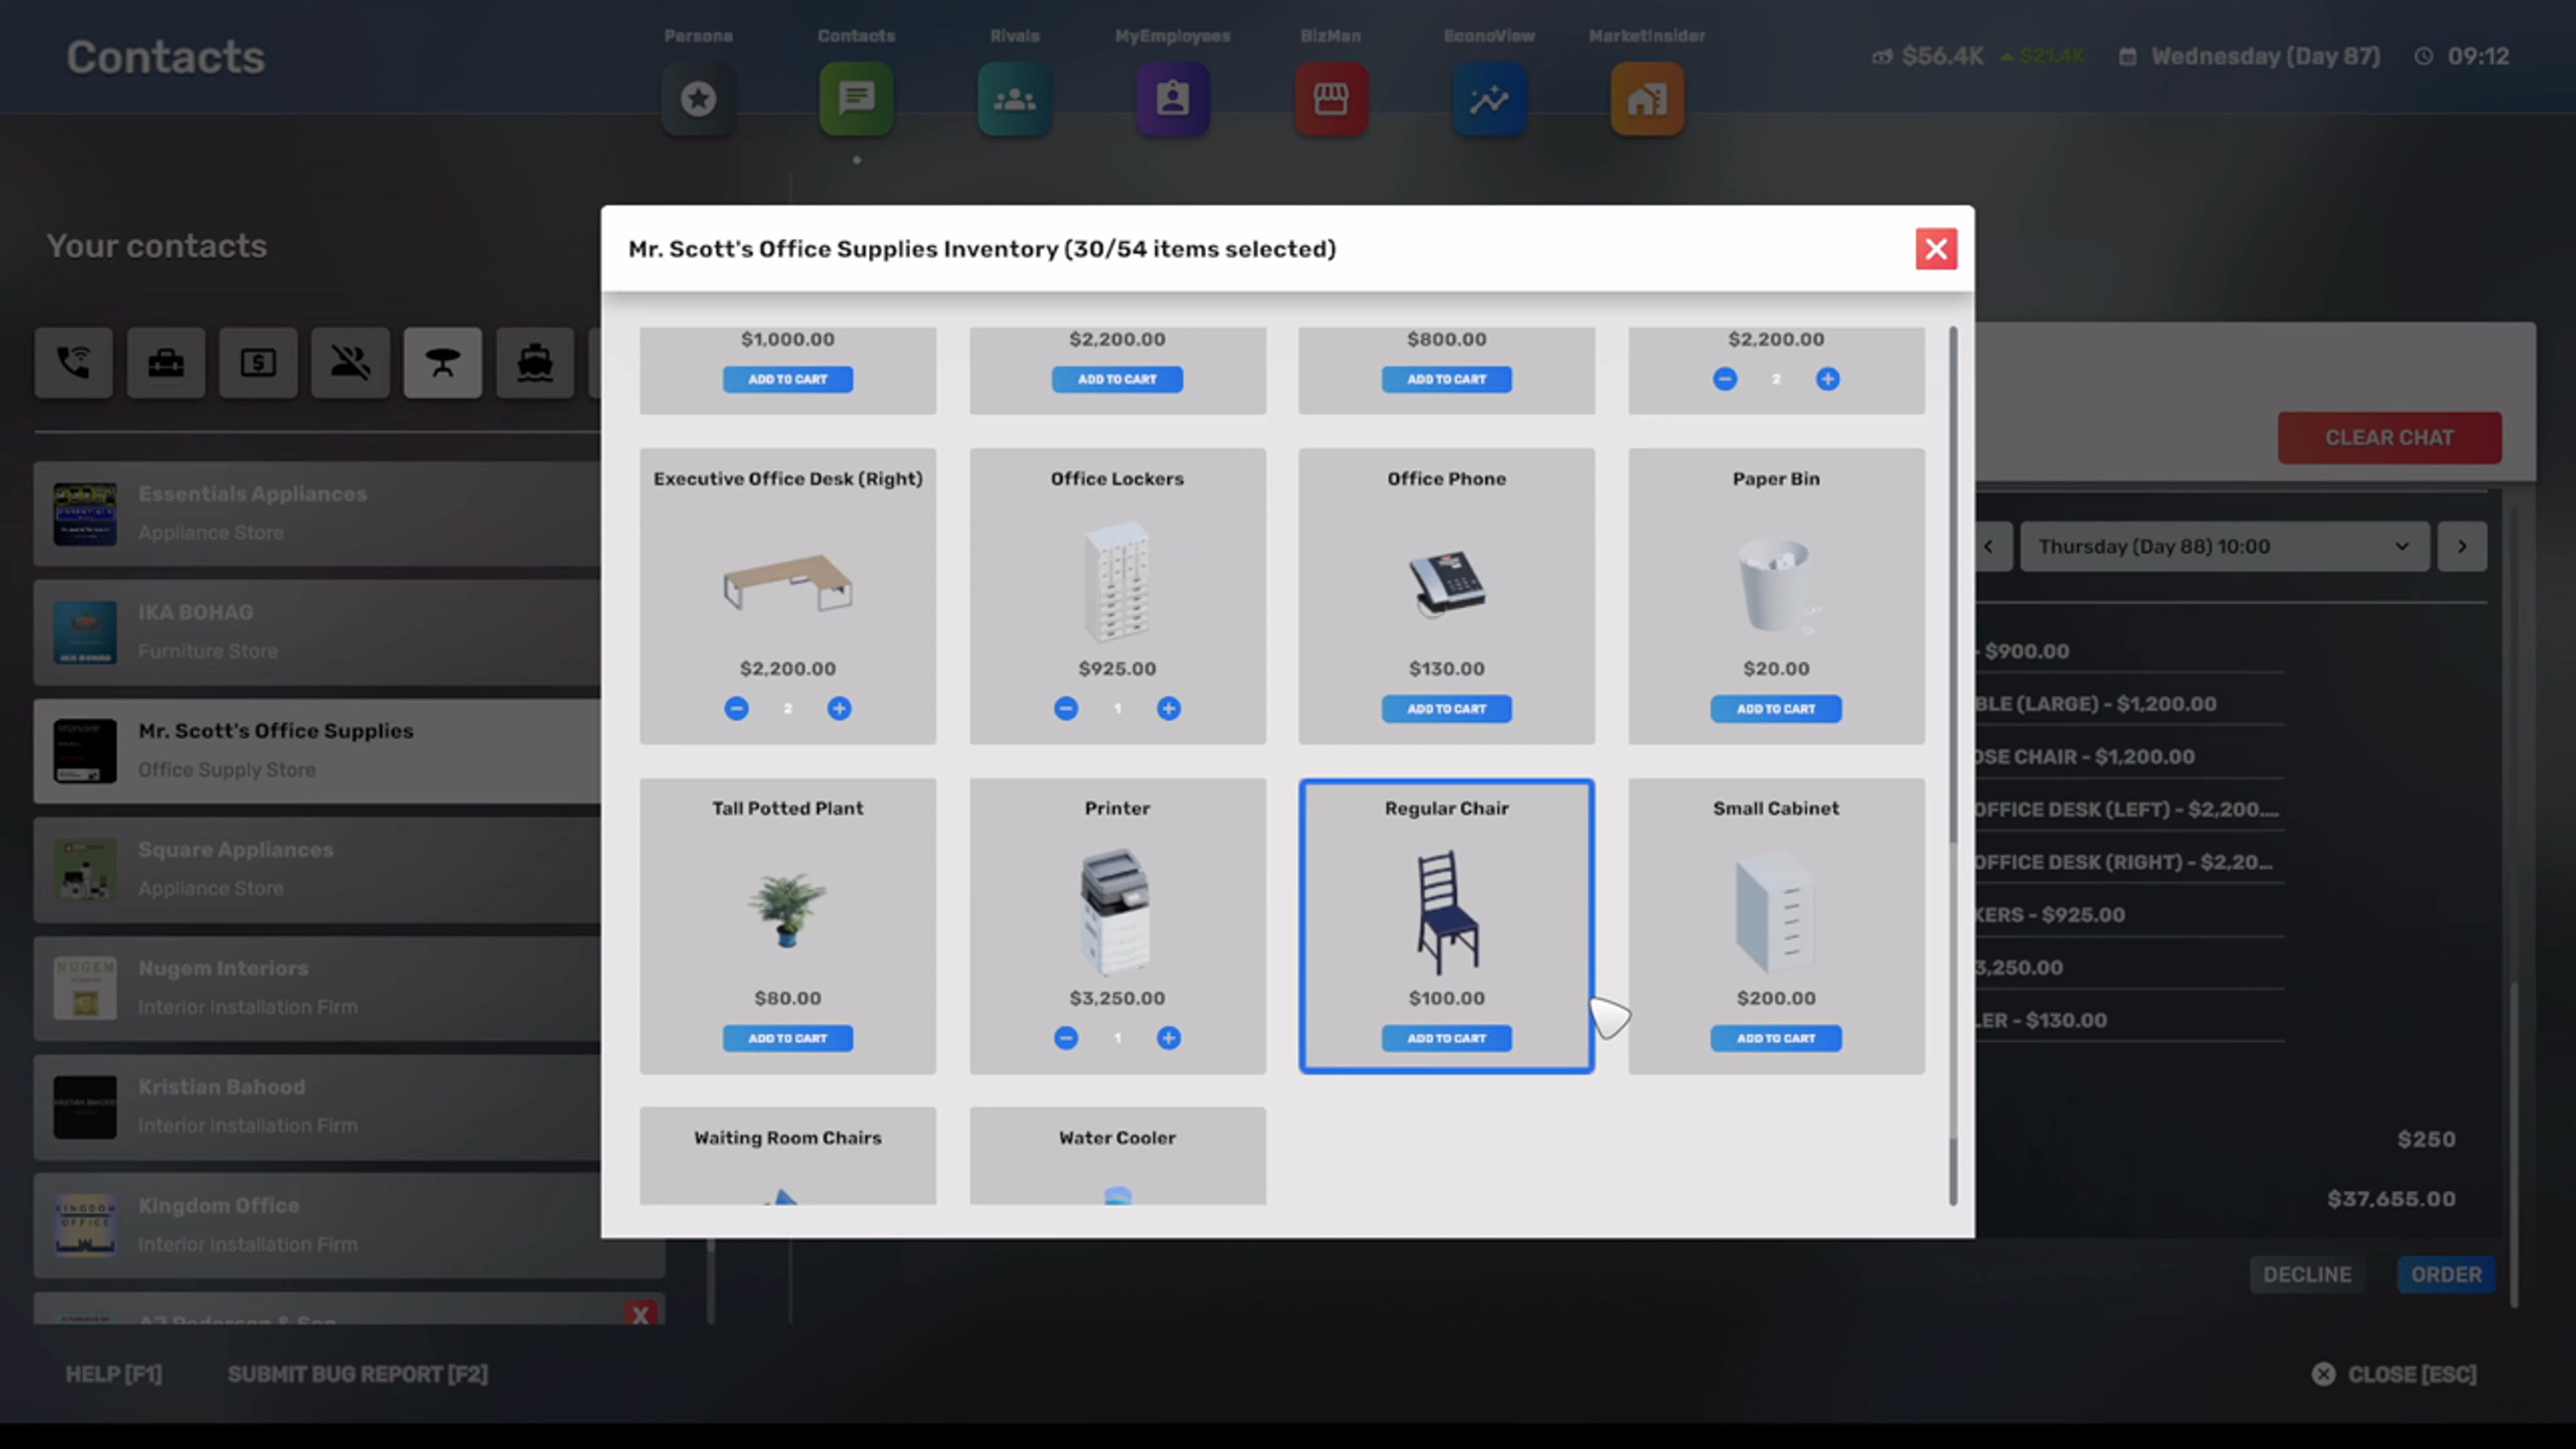 Contacts
Persona
Contacts
Rivals
MyEmployees
BizMan
EconoView
MarketInsider
$56.4K
$21.4K
Wednesday (Day 87)
09:12
Your contacts
Essentials Appliances
Appliance Store
IKA BOHAG
Furniture Store
Mr. Scott's Office Supplies
Office Supply Store
Square Appliances
Appliance Store
Nugem Interiors
Interior Installation Firm
Kristian Bahood
Interior Installation Firm
Kingdom Office
Interior Installation Firm
AJ Pederson & Son
X
Mr. Scott's Office Supplies Inventory (30/54 items selected)
$1,000.00
ADD TO CART
$2,200.00
ADD TO CART
$800.00
ADD TO CART
$2,200.00
2
Executive Office Desk (Right)
$2,200.00
2
Office Lockers
$925.00
1
Office Phone
$130.00
ADD TO CART
Paper Bin
$20.00
ADD TO CART
Tall Potted Plant
$80.00
ADD TO CART
Printer
$3,250.00
1
Regular Chair
$100.00
ADD TO CART
Small Cabinet
$200.00
ADD TO CART
Waiting Room Chairs
Water Cooler
CLEAR CHAT
Thursday (Day 88) 10:00
- $900.00
BLE (LARGE) - $1,200.00
OSE CHAIR - $1,200.00
OFFICE DESK (LEFT) - $2,200....
OFFICE DESK (RIGHT) - $2,20...
KERS - $925.00
3,250.00
LER - $130.00
$250
$37,655.00
DECLINE
ORDER
HELP [F1]
SUBMIT BUG REPORT [F2]
CLOSE [ESC]